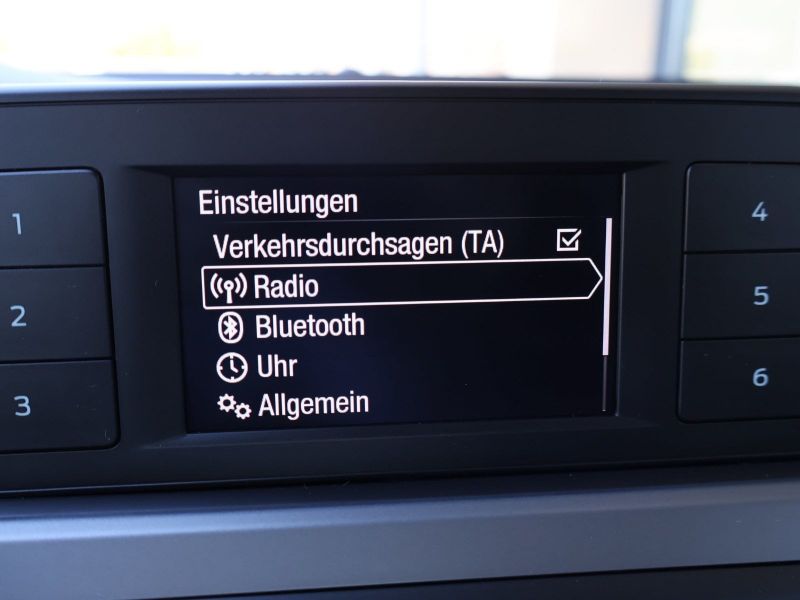 Einstellungen
Verkehrsdurchsagen (TA)
Radio
Bluetooth
Uhr
Allgemein
1
2
3
4
5
6